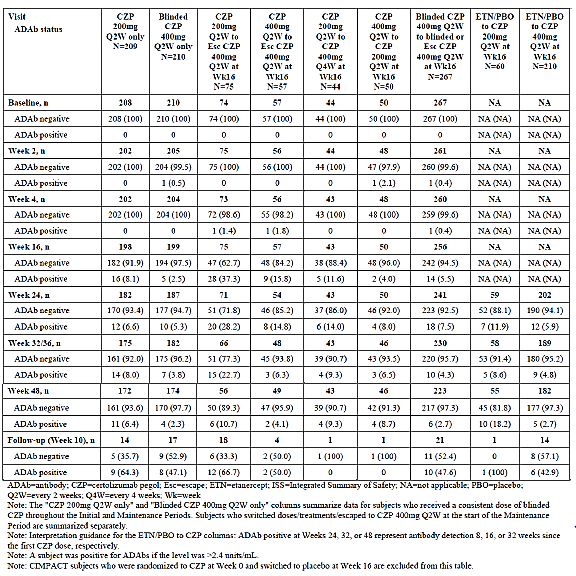 Visit
ADAb status
CZP 200mg Q2W only N=209
Blinded CZP 400mg Q2W only N=210
CZP 200mg Q2W to Esc CZP 400mg Q2W at Wk16 N=75
CZP 400mg Q2W to Esc CZP 400mg Q2W at Wk16 N=57
CZP 200mg Q2W to CZP 400mg Q4W at Wk16 N=44
CZP 400mg Q2W to CZP 200mg Q2W at Wk16 N=50
Blinded CZP 400mg Q2W to blinded or Esc CZP 400mg Q2W at Wk16 N=267
ETN/PBO to CZP 200mg Q2W at Wk16 N=60
ETN/PBO to CZP 400mg Q2W at Wk16 N=210
Baseline, n 208 210 74 57 44 50 267 NA NA
ADAb negative 208 (100) 210 (100) 74 (100) 57 (100) 44 (100) 50 (100) 267 (100) NA (NA) NA (NA)
ADAb positive 0 0 0 0 0 0 0 NA (NA) NA (NA)
Week 2, n 202 205 75 56 44 48 261 NA NA
ADAb negative 202 (100) 204 (99.5) 75 (100) 56 (100) 44 (100) 47 (97.9) 260 (99.6) NA (NA) NA (NA)
ADAb positive 0 1 (0.5) 0 0 0 1 (2.1) 1 (0.4) NA (NA) NA (NA)
Week 4, n 202 204 73 56 43 48 260 NA NA
ADAb negative 202 (100) 204 (100) 72 (98.6) 55 (98.2) 43 (100) 48 (100) 259 (99.6) NA (NA) NA (NA)
ADAb positive 0 0 1 (1.4) 1 (1.8) 0 0 1 (0.4) NA (NA) NA (NA)
Week 16, n 198 199 75 57 43 50 256 NA NA
ADAb negative 182 (91.9) 194 (97.5) 47 (62.7) 48 (84.2) 38 (88.4) 48 (96.0) 242 (94.5) NA (NA) NA (NA)
ADAb positive 16 (8.1) 5 (2.5) 28 (37.3) 9 (15.8) 5 (11.6) 2 (4.0) 14 (5.5) NA (NA) NA (NA)
Week 24, n 182 187 71 54 43 50 241 59 202
ADAb negative 170 (93.4) 177 (94.7) 51 (71.8) 46 (85.2) 37 (86.0) 46 (92.0) 223 (92.5) 52 (88.1) 190 (94.1)
ADAb positive 12 (6.6) 10 (5.3) 20 (28.2) 8 (14.8) 6 (14.0) 4 (8.0) 18 (7.5) 7 (11.9) 12 (5.9)
Week 32/36, n 175 182 66 48 43 46 230 58 189
ADAb negative 161 (92.0) 175 (96.2) 51 (77.3) 45 (93.8) 39 (90.7) 43 (93.5) 220 (95.7) 53 (91.4) 180 (95.2)
ADAb positive 14 (8.0) 7 (3.8) 15 (22.7) 3 (6.3) 4 (9.3) 3 (6.5) 10 (4.3) 5 (8.6) 9 (4.8)
Week 48, n 172 174 56 49 43 46 223 55 182
ADAb negative 161 (93.6) 170 (97.7) 50 (89.3) 47 (95.9) 39 (90.7) 42 (91.3) 217 (97.3) 45 (81.8) 177 (97.3)
ADAb positive 11 (6.4) 4 (2.3) 6 (10.7) 2 (4.1) 4 (9.3) 4 (8.7) 6 (2.7) 10 (18.2) 5 (2.7)
Follow-up (Week 10), n 14 17 18 4 1 1 21 1 14
ADAb negative 5 (35.7) 9 (52.9) 6 (33.3) 2 (50.0) 1 (100) 1 (100) 11 (52.4) 0 8 (57.1)
ADAb positive 9 (64.3) 8 (47.1) 12 (66.7) 2 (50.0) 0 0 10 (47.6) 1 (100) 6 (42.9)
ADAb=antibody; CZP=certolizumab pegol; Esc=escape; ETN=etanercept; ISS=Integrated Summary of Safety; NA=not applicable; PBO=placebo;
Q2W=every 2 weeks; Q4W=every 4 weeks; Wk=week
Note: The "CZP 200mg Q2W only" and "Blinded CZP 400mg Q2W only" columns summarize data for subjects who received a consistent dose of blinded
CZP throughout the Initial and Maintenance Periods. Subjects who switched doses/treatments/escaped to CZP 400mg Q2W at the start of the Maintenance
Period are summarized separately.
Note: Interpretation guidance for the ETN/PBO to CZP columns: ADAb positive at Weeks 24, 32, or 48 represent antibody detection 8, 16, or 32 weeks since
the first CZP dose, respectively.
Note: A subject was positive for ADAbs if the level was >2.4 units/mL.
Note: CIMPACT subjects who were randomized to CZP at Week 0 and switched to placebo at Week 16 are excluded from this table.